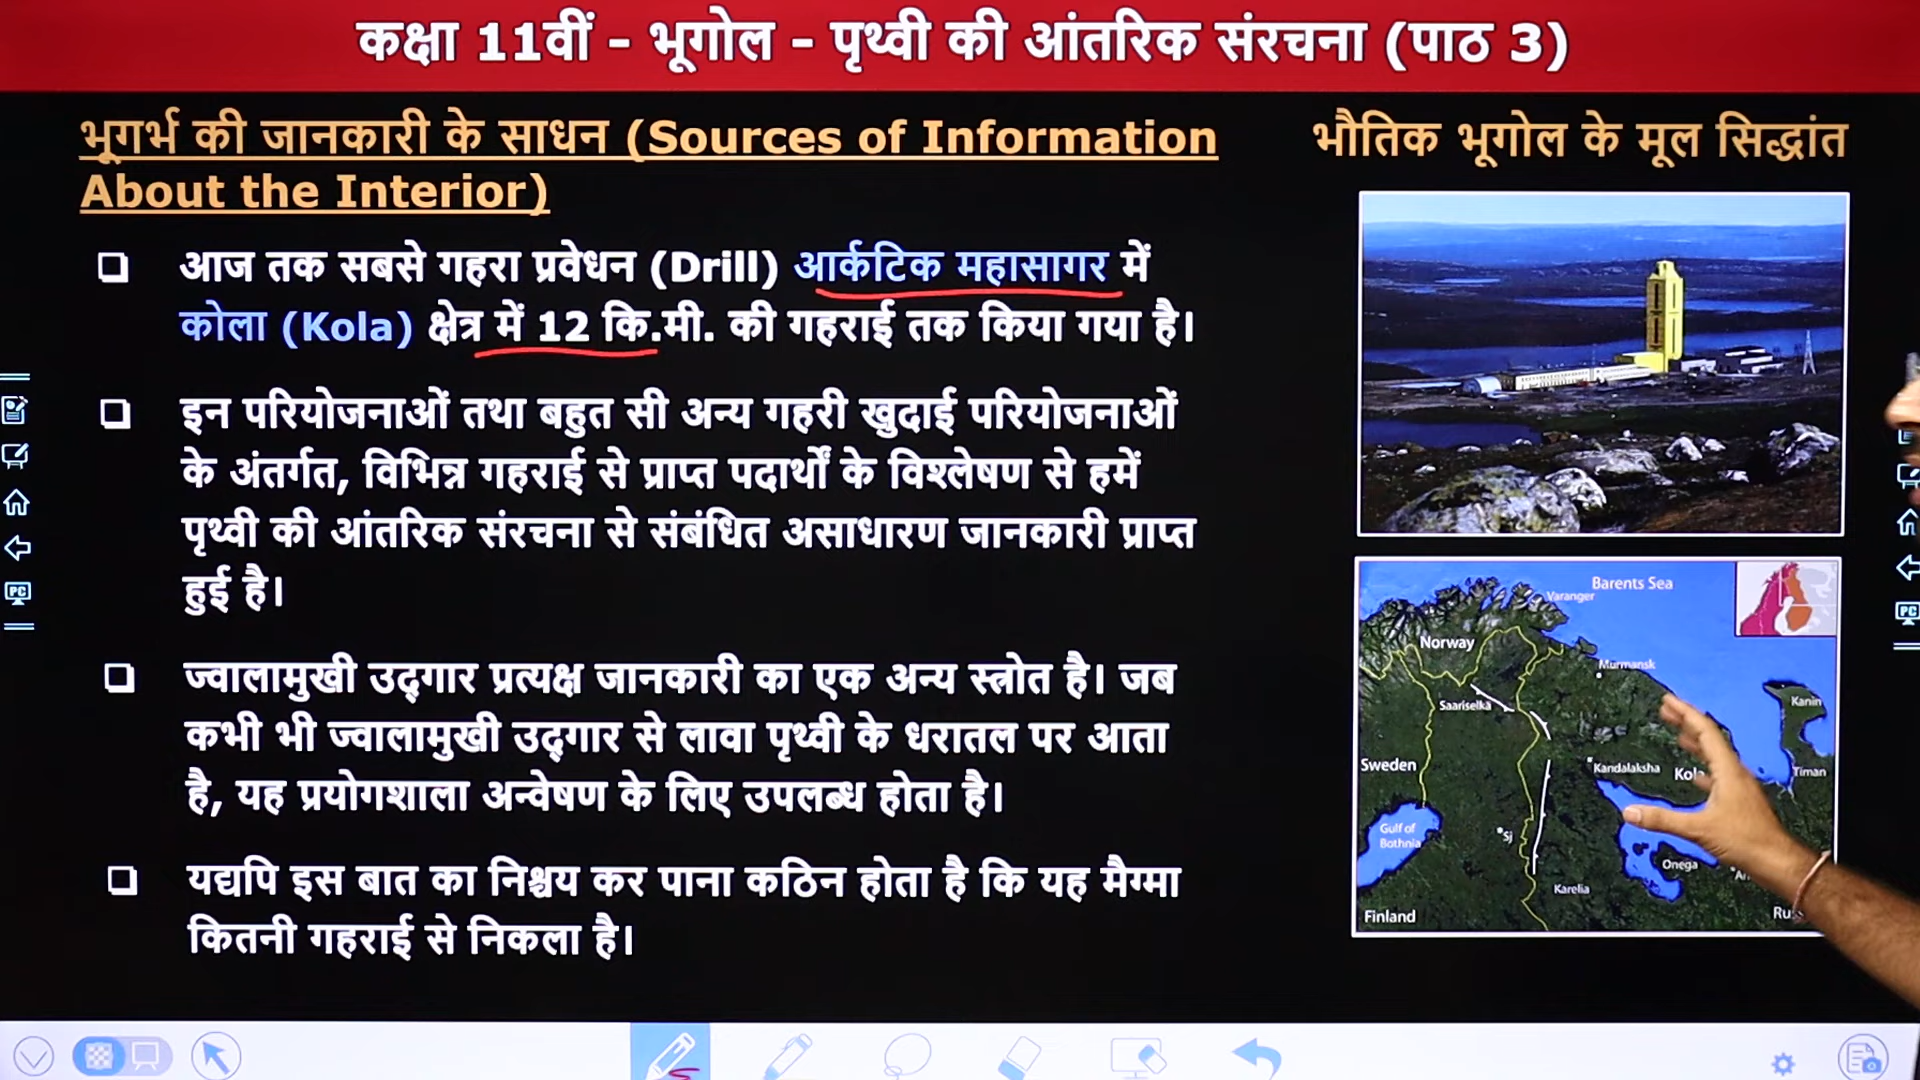 कक्षा 11वीं - भूगोल - पृथ्वी की आंतरिक संरचना (पाठ 3)
भूगर्भ की जानकारी के साधन (Sources of Information
About the Interior)
आज तक सबसे गहरा प्रवेधन (Drill) आर्कटिक महासागर में
कोला (Kola) क्षेत्र में 12 कि.मी. की गहराई तक किया गया है।
इन परियोजनाओं तथा बहुत सी अन्य गहरी खुदाई परियोजनाओं
के अंतर्गत, विभिन्न गहराई से प्राप्त पदार्थों के विश्लेषण से हमें
पृथ्वी की आंतरिक संरचना से संबंधित असाधारण जानकारी प्राप्त
हुई है।
ज्वालामुखी उद्‌गार प्रत्यक्ष जानकारी का एक अन्य स्त्रोत है। जब
कभी भी ज्वालामुखी उद्‌गार से लावा पृथ्वी के धरातल पर आता
है, यह प्रयोगशाला अन्वेषण के लिए उपलब्ध होता है।
यद्यपि इस बात का निश्चय कर पाना कठिन होता है कि यह मैग्मा
कितनी गहराई से निकला है।
भौतिक भूगोल के मूल सिद्धांत
Barents Sea
Varanger
Norway
Murmansk
Saariselka
Kanin
Sweden
Kandalaksha
Kola
Timan
Gulf of
Bothnia
Sj
Onega
Karelia
Finland
PC
PC